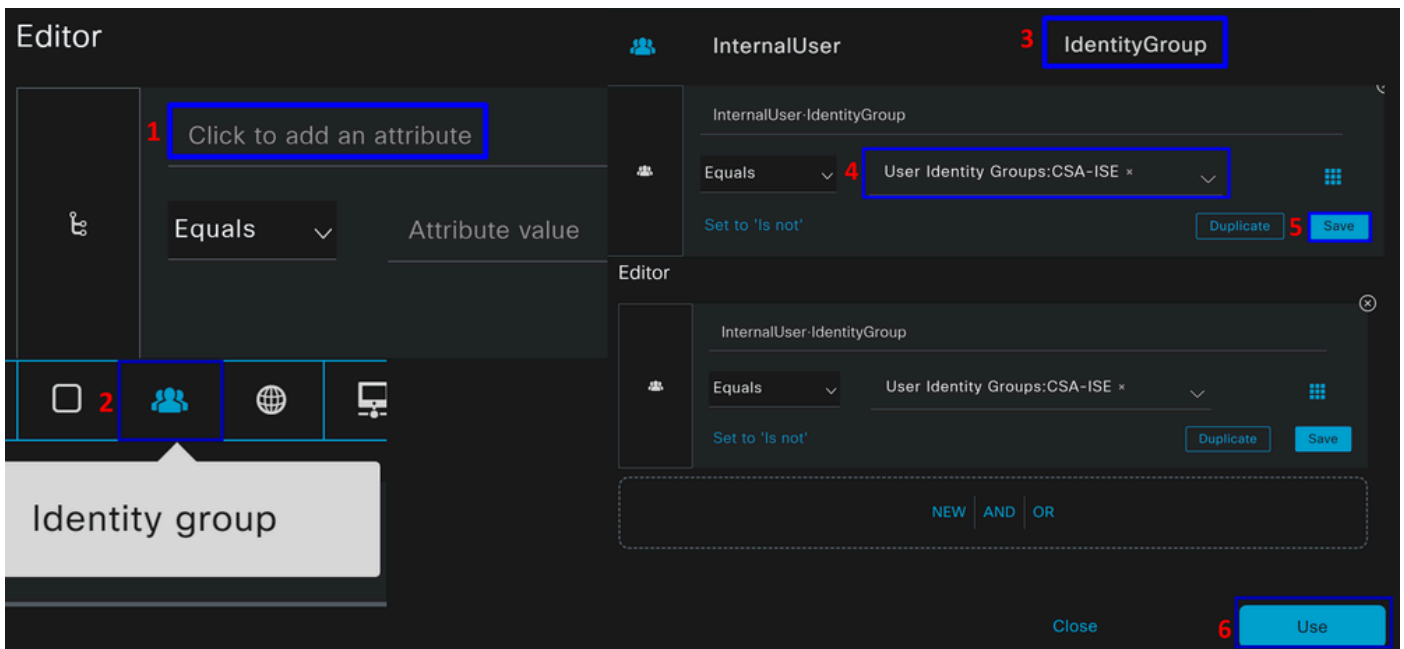 Editor
1 Click to add an attribute
Equals Attribute value
2
Identity group
InternalUser 3 IdentityGroup
InternalUser·IdentityGroup
Equals 4 User Identity Groups:CSA-ISE ×
Set to 'Is not' Duplicate 5 Save
Editor
InternalUser·IdentityGroup
Equals User Identity Groups:CSA-ISE ×
Set to 'Is not' Duplicate Save
NEW AND OR
Close 6 Use